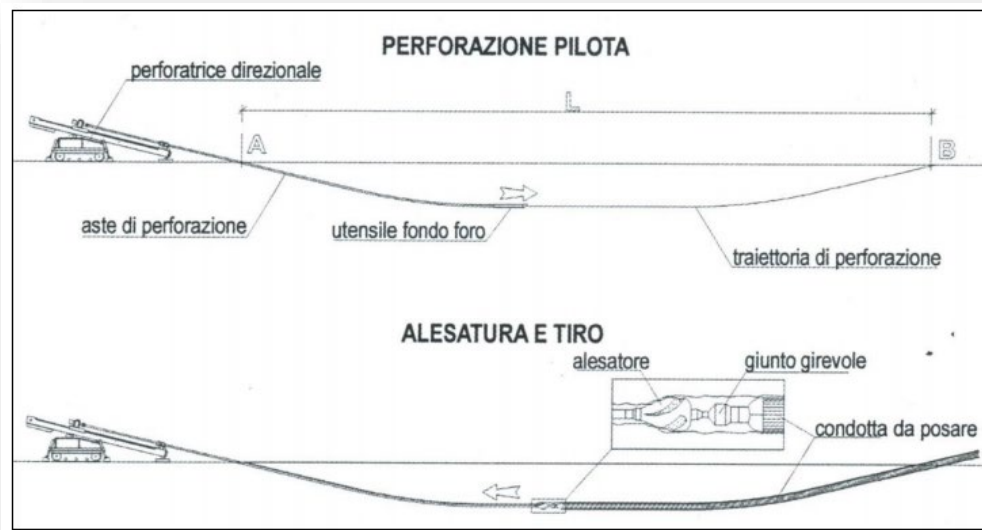 PERFORAZIONE PILOTA
perforatrice direzionale
L
A
B
aste di perforazione
utensile fondo foro
traiettoria di perforazione
ALESATURA E TIRO
alesatore
giunto girevole
condotta da posare